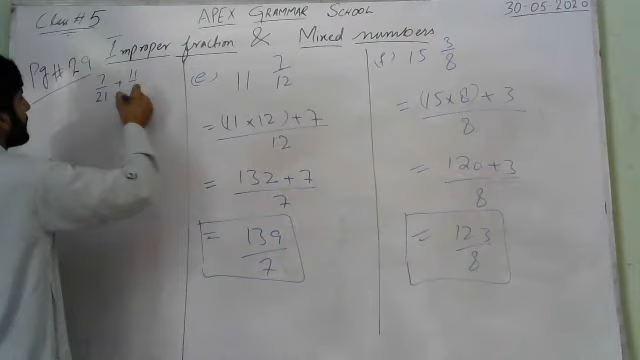 Class # 5
APEX GRAMMAR SCHOOL
30-05-2020
Improper fraction & Mixed numbers
Pg # 29
7/21 + 11
(e) 11 7/12
= (11 x 12) + 7 / 12
= 132 + 7 / 7
= 139 / 7
(f) 15 3/8
= (15 x 8) + 3 / 8
= 120 + 3 / 8
= 123 / 8